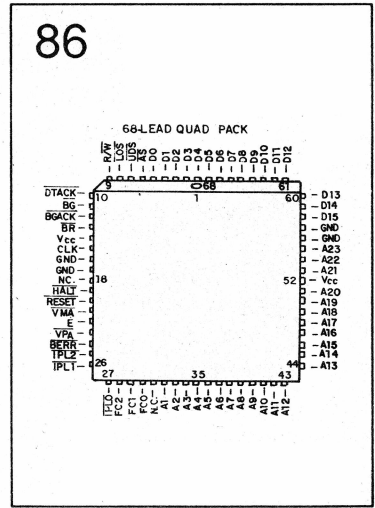 86
68-LEAD QUAD PACK
R/W LOS UDS AS D0 D1 D2 D3 D4 D5 D6 D7 D8 D9 D10 D11 D12
9 68 61
DTACK 10 1 60 D13
BG D14
BGACK D15
BR GND
Vcc GND
CLK A23
GND A22
GND A21
NC. 18 52 Vcc
HALT A20
RESET A19
VMA A18
E A17
VPA A16
BERR A15
IPL2 26 A14
IPL1 44 A13
27 35 43
IPL0 FC2 FC1 FC0 N.C. A1 A2 A3 A4 A5 A6 A7 A8 A9 A10 A11 A12